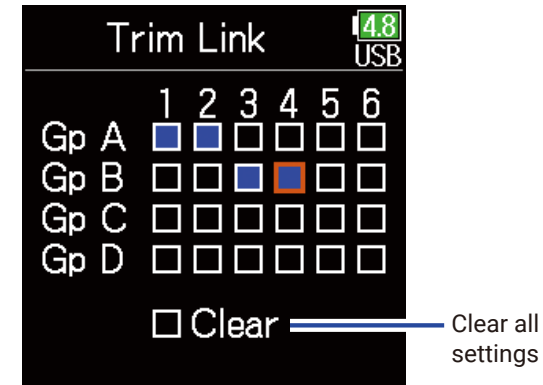 Trim Link
4.8
USB
1 2 3 4 5 6
Gp A
Gp B
Gp C
Gp D
Clear
Clear all
settings